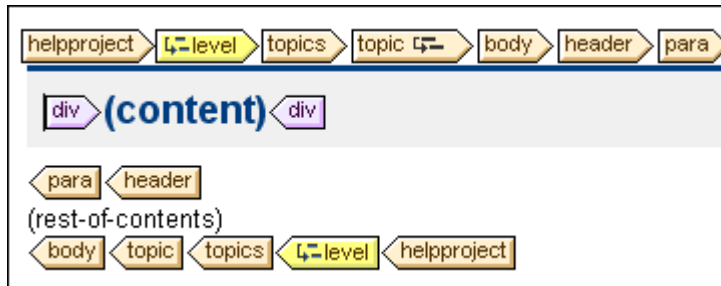 helpproject level topics topic body header para
div (content) div
para header
(rest-of-contents)
body topic topics level helpproject